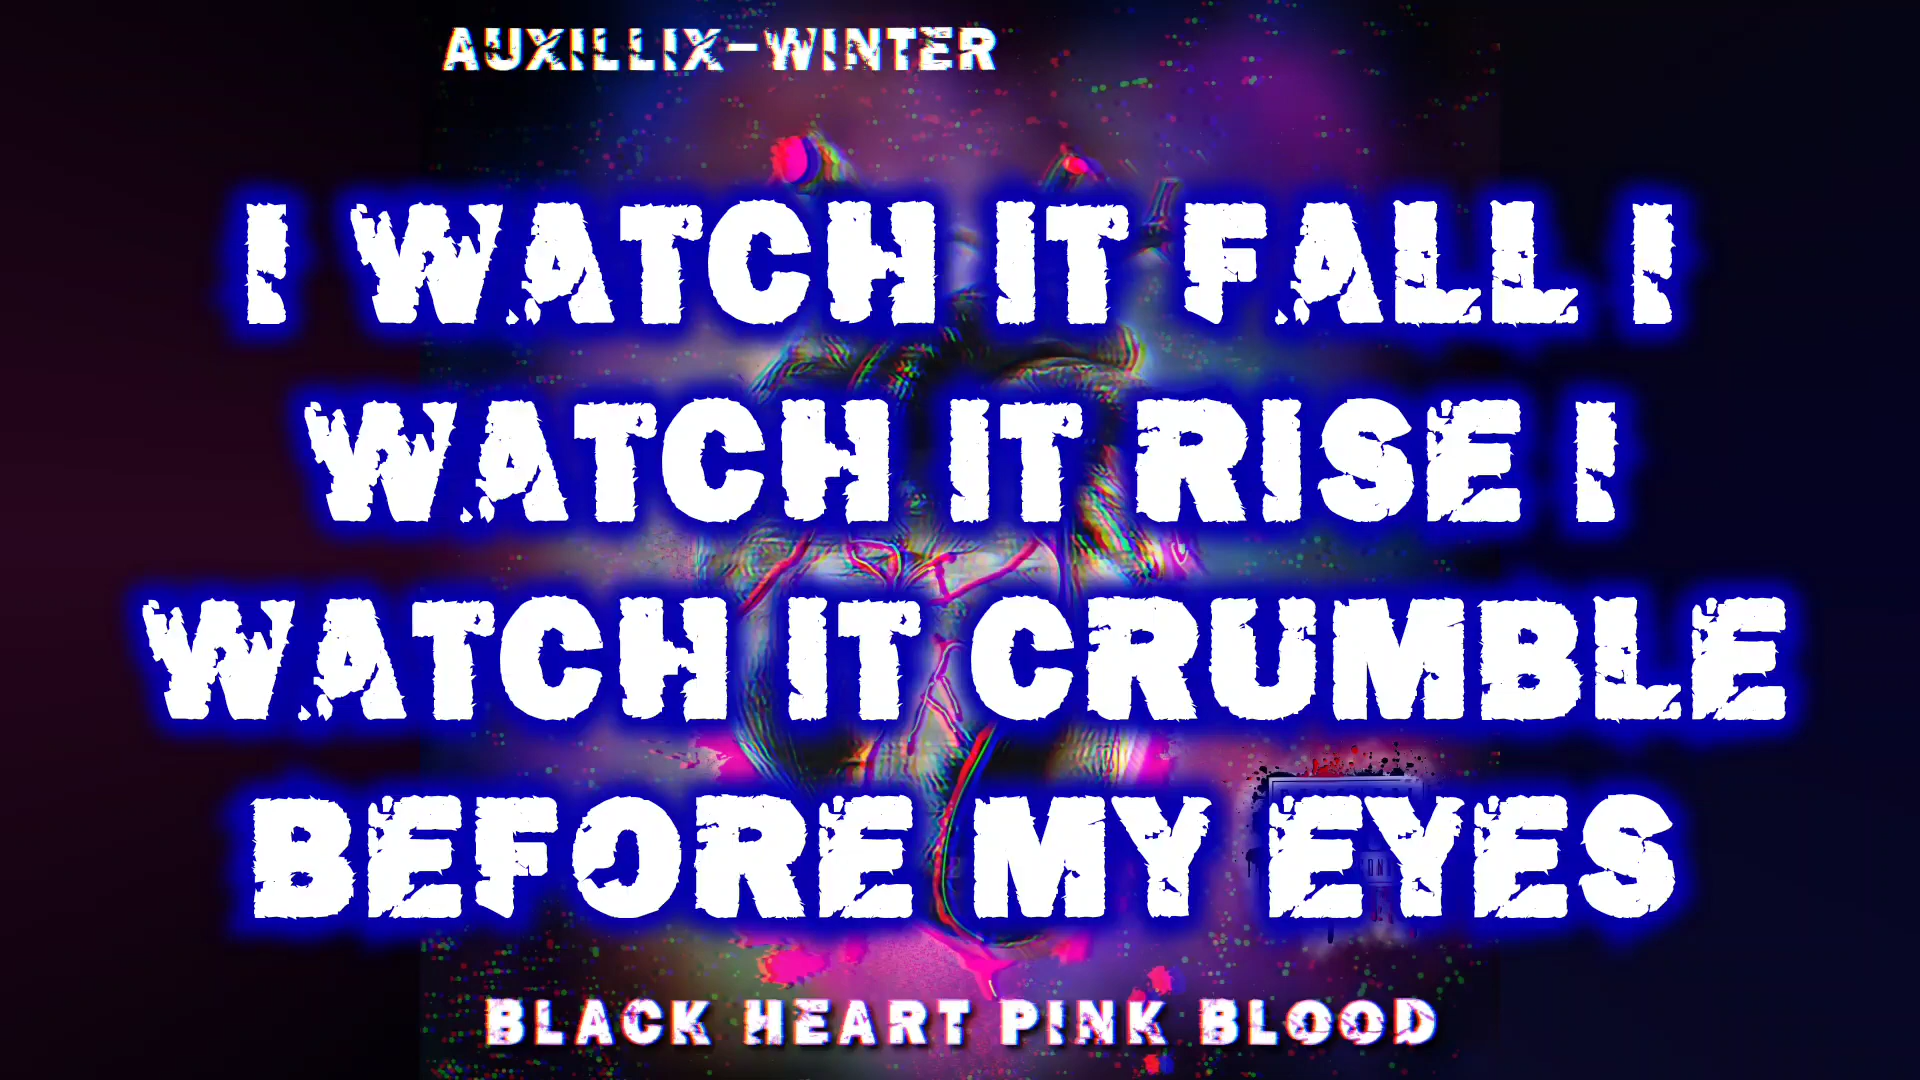 AUXILLIX-WINTER
I WATCH IT FALL I
WATCH IT RISE I
WATCH IT CRUMBLE
BEFORE MY EYES
BLACK HEART PINK BLOOD